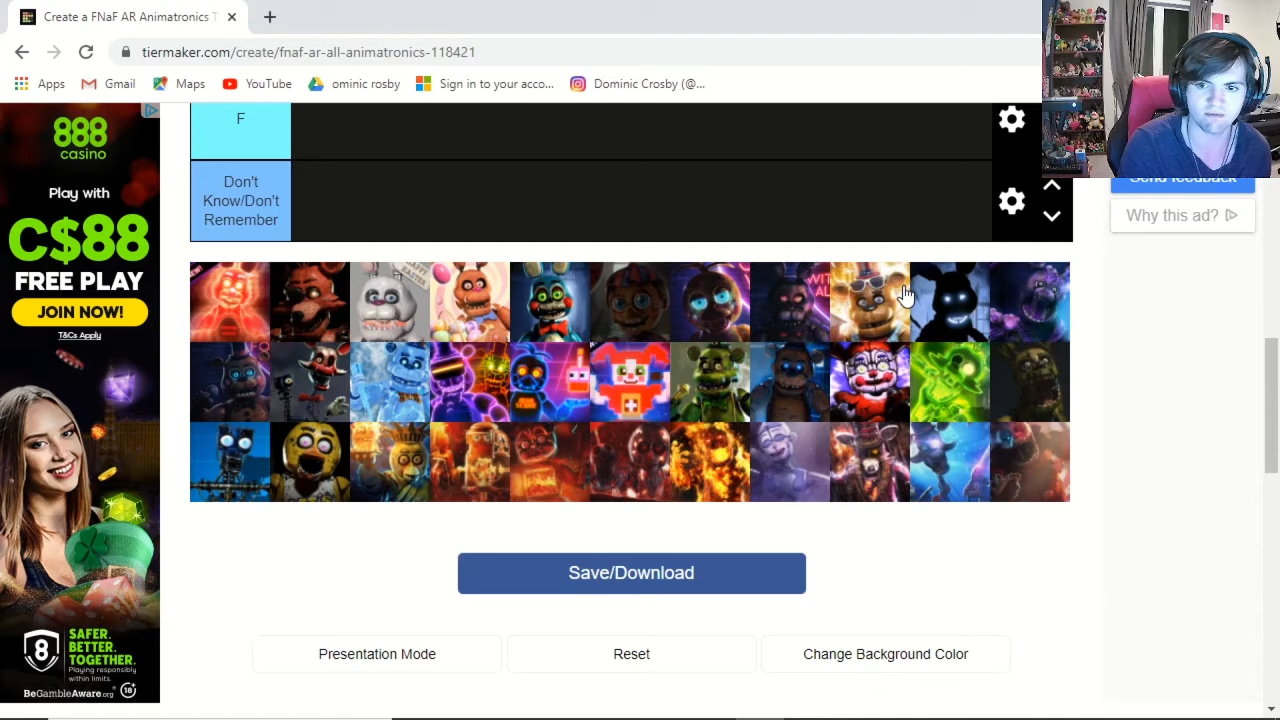 Create a FNaF AR Animatronics T
tiermaker.com/create/fnaf-ar-all-animatronics-118421
Apps
Gmail
Maps
YouTube
ominic rosby
Sign in to your acco...
Dominic Crosby (@...
888
casino
Play with
C$88
FREE PLAY
JOIN NOW!
T&Cs Apply
8
SAFER.
BETTER.
TOGETHER.
Playing responsibly
within limits.
BeGambleAware.org
18+
F
Don't
Know/Don't
Remember
Send feedback
Why this ad?
Save/Download
Presentation Mode
Reset
Change Background Color